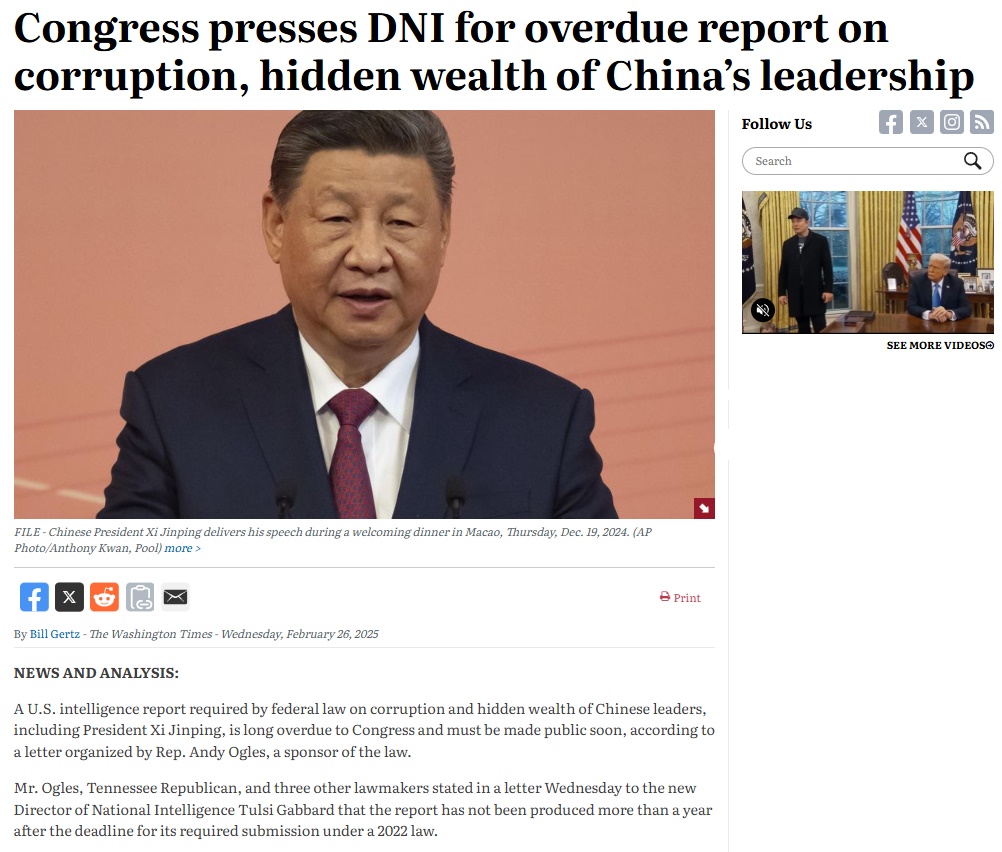 Congress presses DNI for overdue report on
corruption, hidden wealth of China’s leadership
Follow Us
Search
SEE MORE VIDEOS
FILE - Chinese President Xi Jinping delivers his speech during a welcoming dinner in Macao, Thursday, Dec. 19, 2024. (AP
Photo/Anthony Kwan, Pool) more >
Print
By Bill Gertz - The Washington Times - Wednesday, February 26, 2025
NEWS AND ANALYSIS:
A U.S. intelligence report required by federal law on corruption and hidden wealth of Chinese leaders,
including President Xi Jinping, is long overdue to Congress and must be made public soon, according to
a letter organized by Rep. Andy Ogles, a sponsor of the law.
Mr. Ogles, Tennessee Republican, and three other lawmakers stated in a letter Wednesday to the new
Director of National Intelligence Tulsi Gabbard that the report has not been produced more than a year
after the deadline for its required submission under a 2022 law.